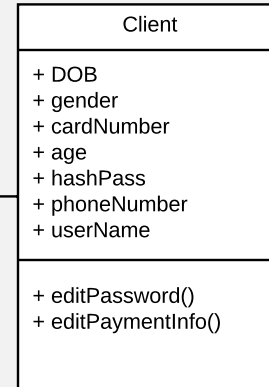 Client
+ DOB
+ gender
+ cardNumber
+ age
+ hashPass
+ phoneNumber
+ userName
+ editPassword()
+ editPaymentInfo()